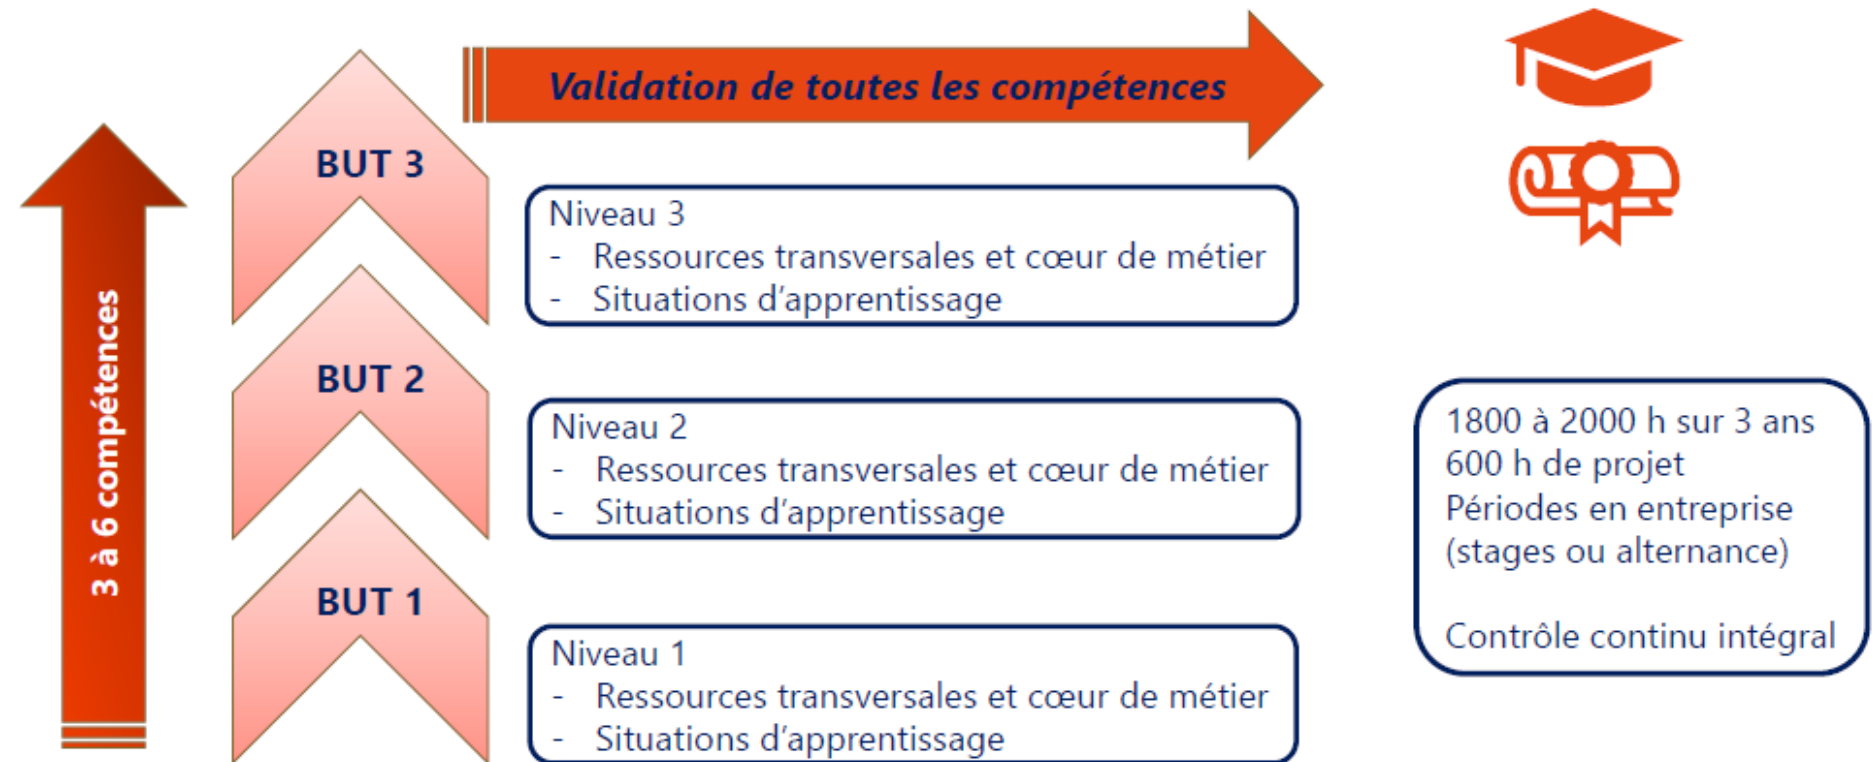 Validation de toutes les compétences
3 à 6 compétences
BUT 3
Niveau 3
- Ressources transversales et cœur de métier
- Situations d'apprentissage
BUT 2
Niveau 2
- Ressources transversales et cœur de métier
- Situations d'apprentissage
BUT 1
Niveau 1
- Ressources transversales et cœur de métier
- Situations d'apprentissage
1800 à 2000 h sur 3 ans
600 h de projet
Périodes en entreprise
(stages ou alternance)
Contrôle continu intégral